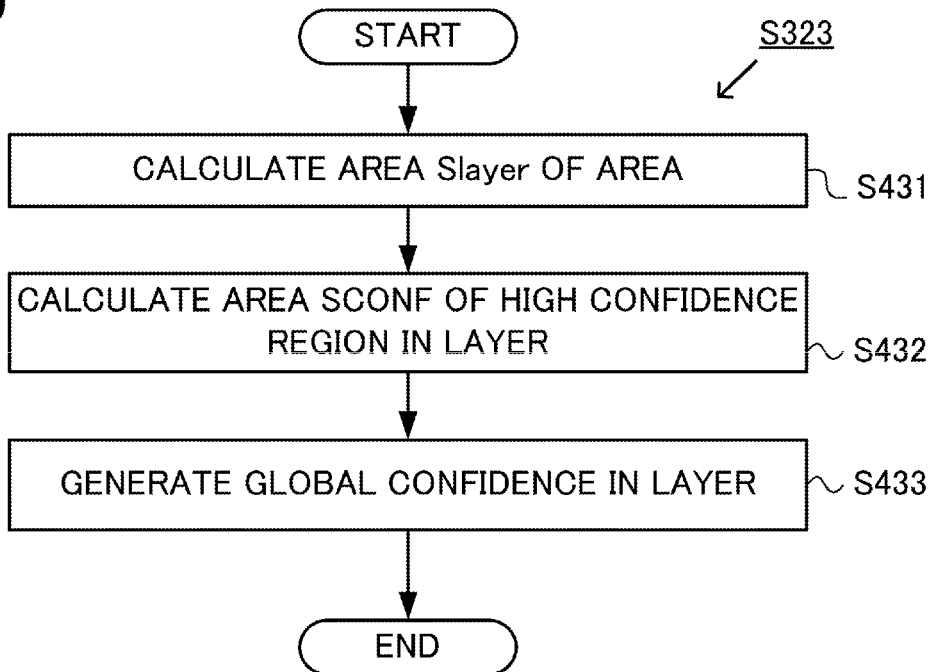 START
S323
CALCULATE AREA Slayer OF AREA
S431
CALCULATE AREA SCONF OF HIGH CONFIDENCE
REGION IN LAYER
S432
GENERATE GLOBAL CONFIDENCE IN LAYER
S433
END